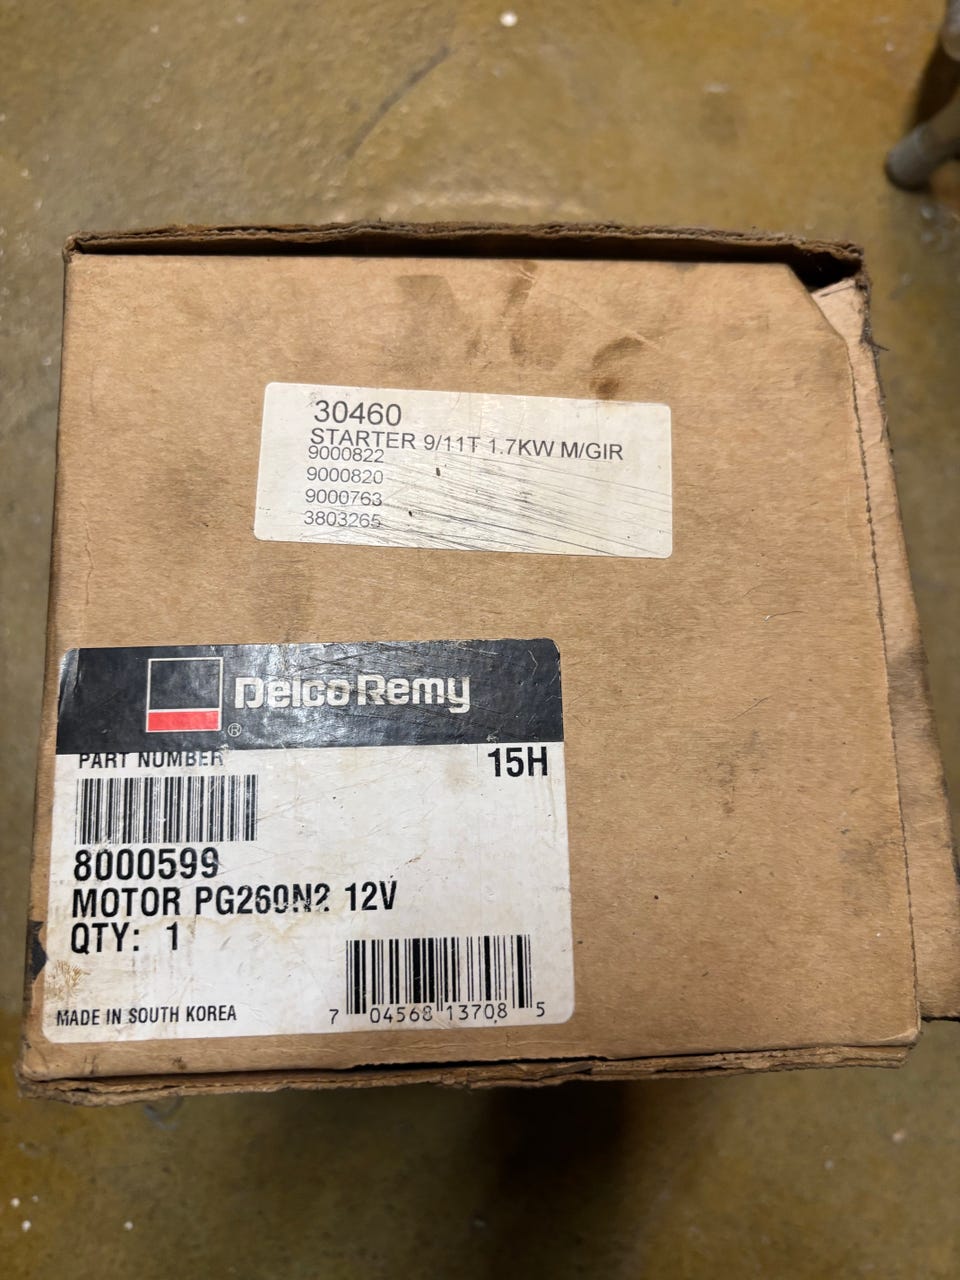 30460
STARTER 9/11T 1.7KW M/GIR
9000822
9000820
9000763
3803265
Delco Remy
®
PART NUMBER
15H
8000599
MOTOR PG260N2 12V
QTY: 1
MADE IN SOUTH KOREA
7 04568 13708 5